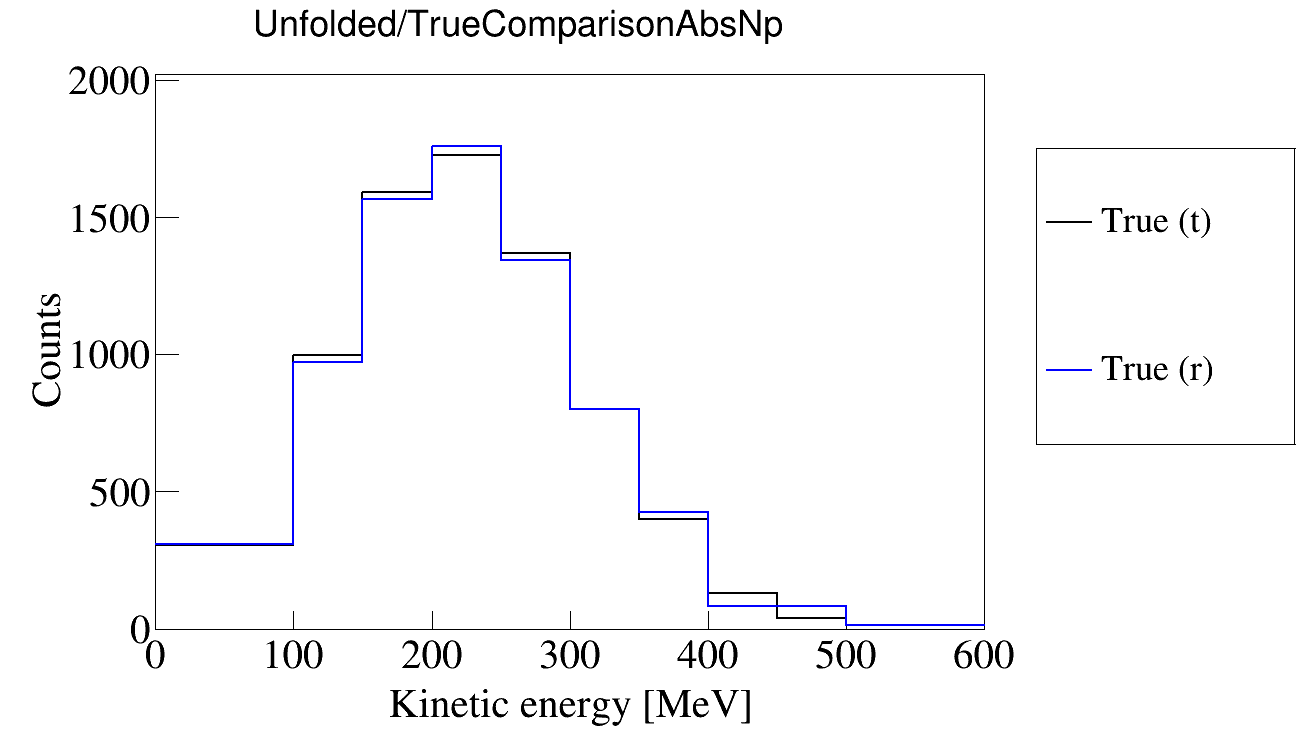 Unfolded/TrueComparisonAbsNp
2000
1500
1000
500
0
Counts
0 100 200 300 400 500 600
Kinetic energy [MeV]
True (t)
True (r)